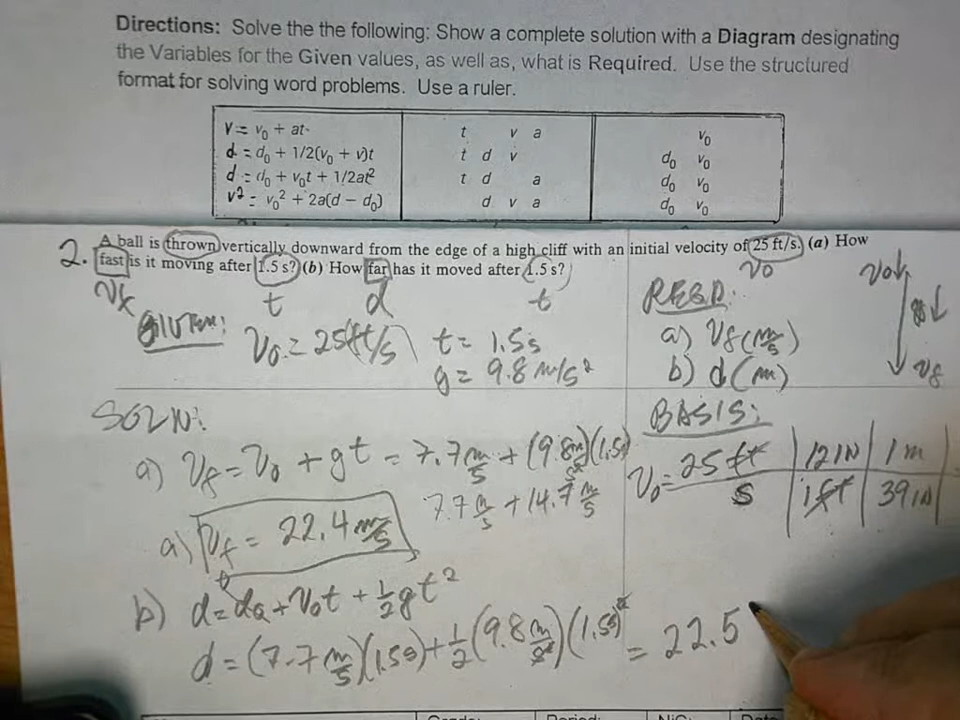 Directions: Solve the the following: Show a complete solution with a Diagram designating
the Variables for the Given values, as well as, what is Required. Use the structured
format for solving word problems. Use a ruler.
v = v₀ + at t v a v₀
d = d₀ + 1/2(v₀ + v)t t d v d₀ v₀
d = d₀ + v₀t + 1/2at² t d a d₀ v₀
v² = v₀² + 2a(d – d₀) d v a d₀ v₀
2. A ball is thrown vertically downward from the edge of a high cliff with an initial velocity of 25 ft/s. (a) How
fast is it moving after 1.5 s? (b) How far has it moved after 1.5 s?
Vf t d t V₀
V₀ = 25 ft/s t = 1.5s
g = 9.8 m/s²
REQD:
a) Vf (m/s)
b) d (m)
V₀
g
Vf
SOLN:
a) Vf = V₀ + gt = 7.7 m/s + (9.8 m/s²)(1.5s)
7.7 m/s + 14.7 m/s
a) Vf = 22.4 m/s
BASIS:
V₀ = 25 ft/s | 12 IN/1 ft | 1 m/39 IN
b) d = d₀ + V₀t + ½gt²
d = (7.7 m/s)(1.5s) + ½(9.8 m/s²)(1.5s)² = 22.5